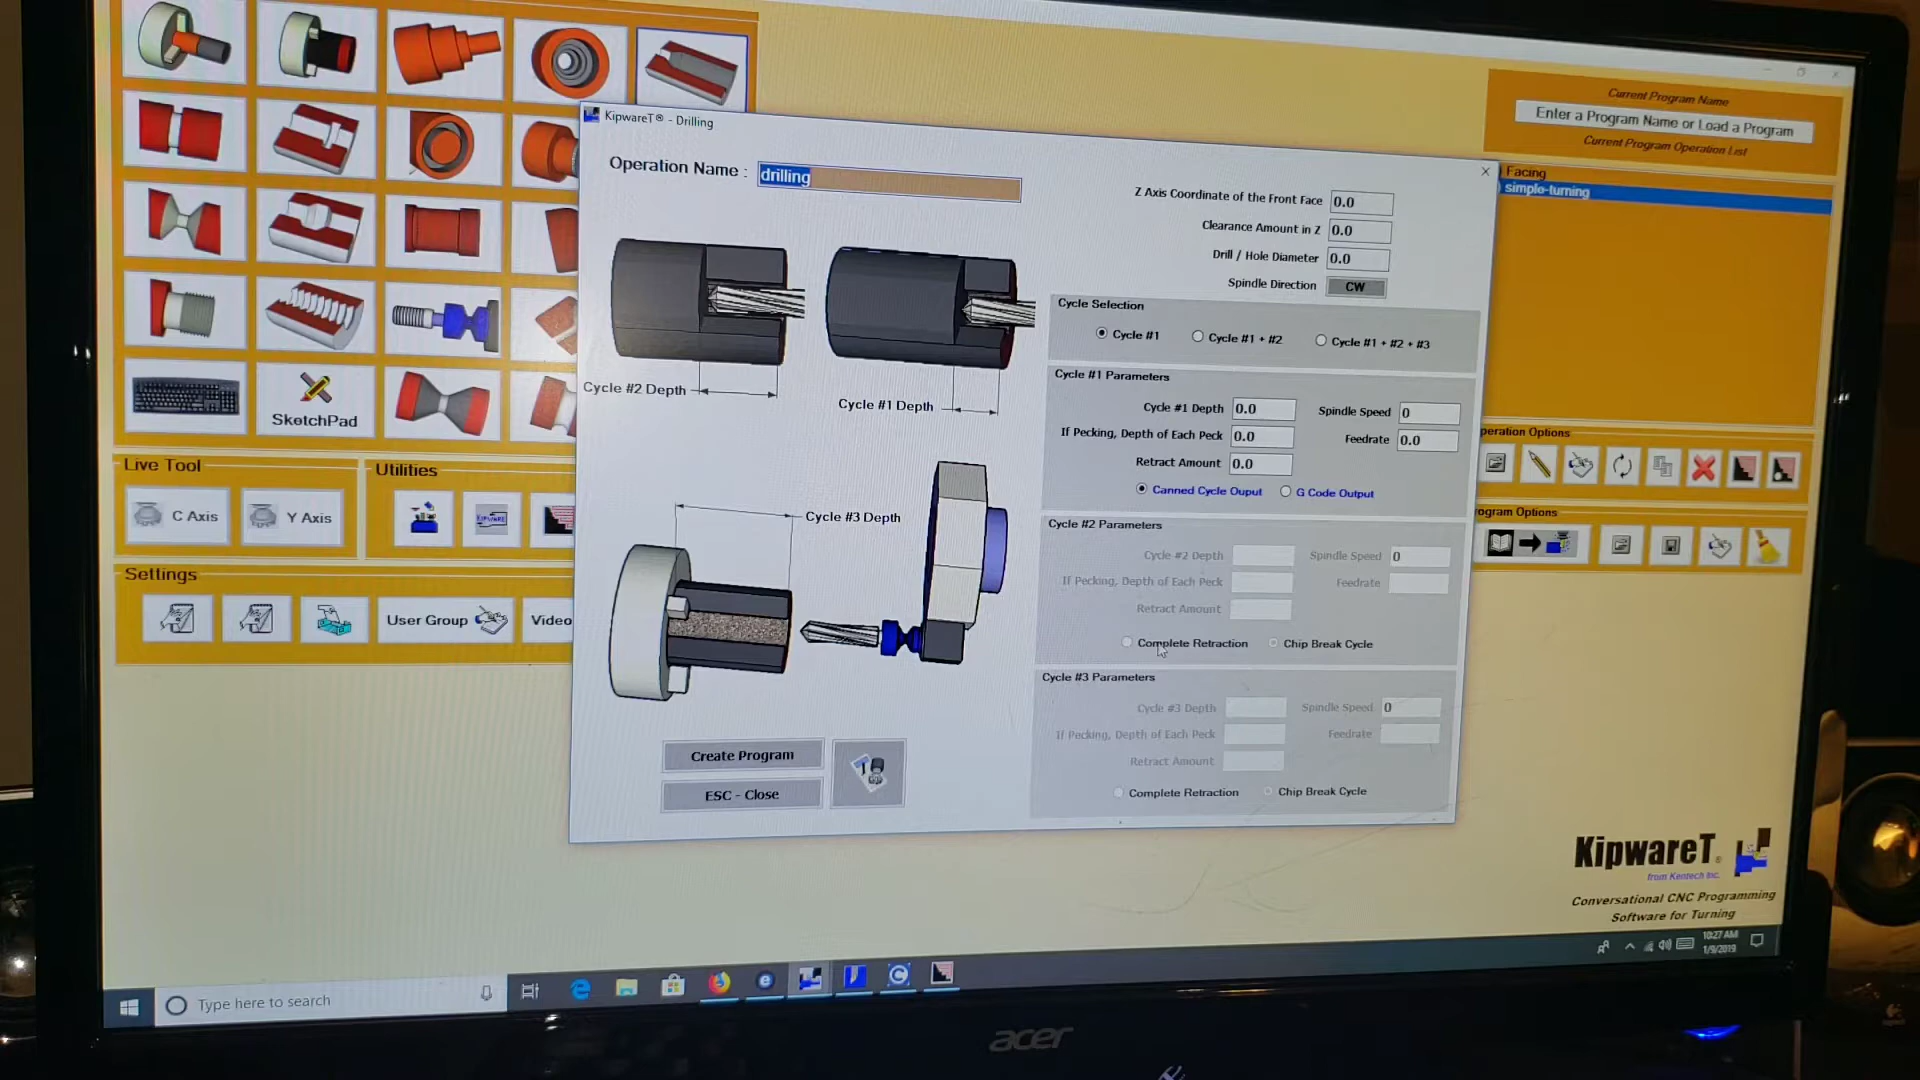 KipwareT® - Drilling
Operation Name :
drilling
Z Axis Coordinate of the Front Face 0.0
Clearance Amount in Z 0.0
Drill / Hole Diameter 0.0
Spindle Direction CW
Cycle Selection
Cycle #1 Cycle #1 + #2 Cycle #1 + #2 + #3
Cycle #1 Parameters
Cycle #1 Depth 0.0 Spindle Speed 0
If Pecking, Depth of Each Peck 0.0 Feedrate 0.0
Retract Amount 0.0
Canned Cycle Ouput G Code Output
Cycle #2 Parameters
Cycle #2 Depth Spindle Speed 0
If Pecking, Depth of Each Peck Feedrate
Retract Amount
Complete Retraction Chip Break Cycle
Cycle #3 Parameters
Cycle #3 Depth Spindle Speed 0
If Pecking, Depth of Each Peck Feedrate
Retract Amount
Complete Retraction Chip Break Cycle
Cycle #2 Depth
Cycle #1 Depth
Cycle #3 Depth
Create Program
ESC - Close
SketchPad
Live Tool
C Axis
Y Axis
Utilities
KIPWARE
Settings
User Group
Video
Current Program Name
Enter a Program Name or Load a Program
Current Program Operation List
Facing
simple-turning
peration Options
ogram Options
KipwareT®
from Kentech Inc.
Conversational CNC Programming
Software for Turning
Type here to search
10:27 AM
1/9/2019
acer